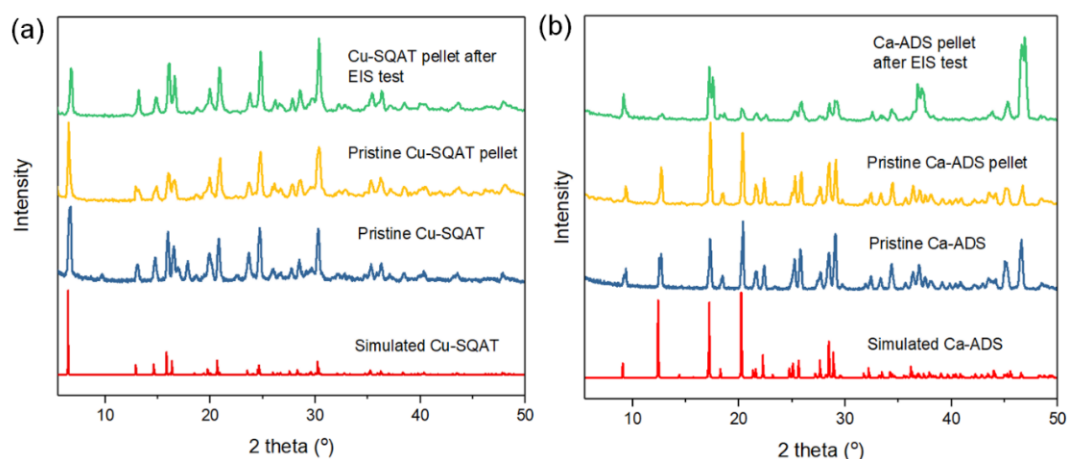 (a)
Cu-SQAT pellet after
EIS test
Pristine Cu-SQAT pellet
Pristine Cu-SQAT
Simulated Cu-SQAT
Intensity
10 20 30 40 50
2 theta (°)
(b)
Ca-ADS pellet
after EIS test
Pristine Ca-ADS pellet
Pristine Ca-ADS
Simulated Ca-ADS
Intensity
10 20 30 40 50
2 theta (°)